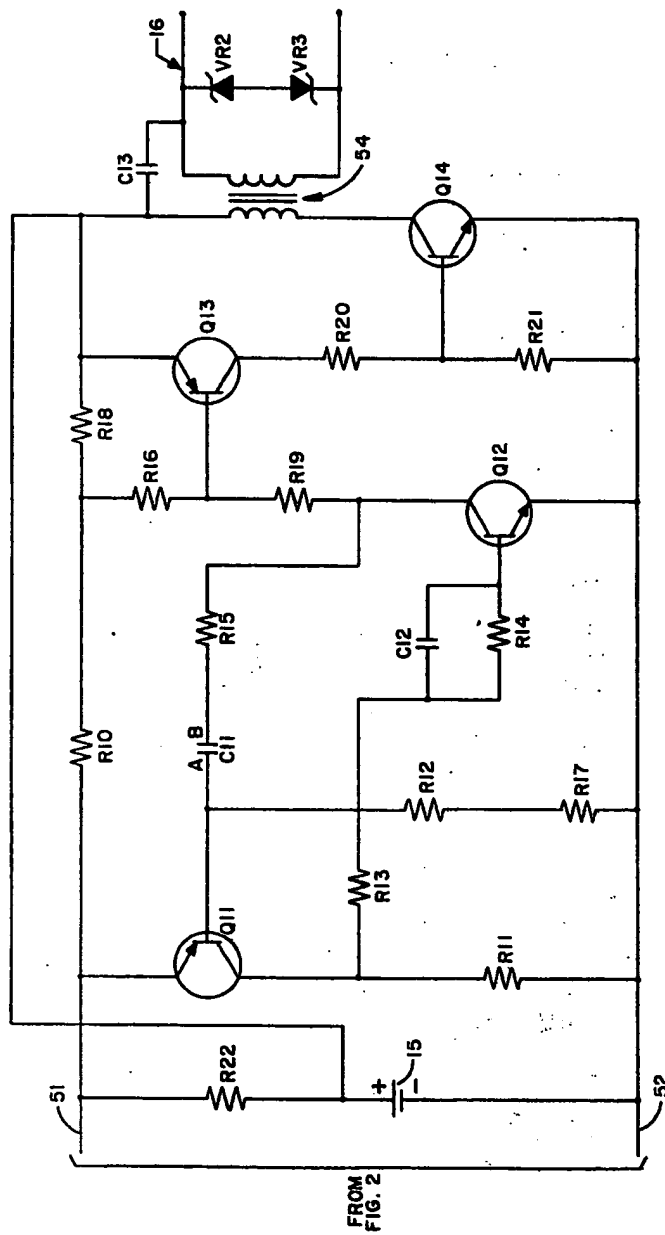 FROM
FIG. 2
51
52
R22
15
+
-
Q11
R11
R13
A
B
C11
R10
R12
R17
R15
C12
R14
R16
R19
Q12
R18
Q13
R20
R21
Q14
C13
54
16
VR2
VR3